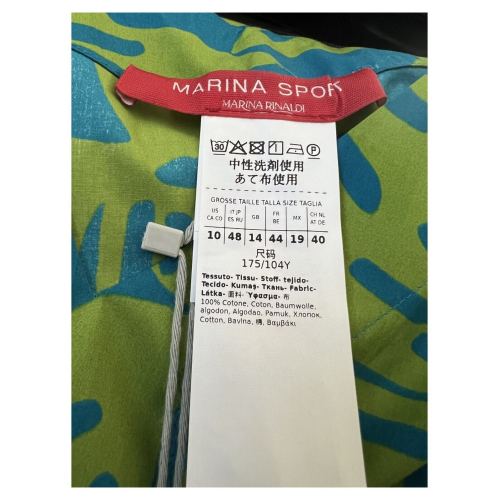 MARINA SPORT
MARINA RINALDI
30 1 P
中性洗剤使用
あて布使用
GROSSE TAILLE TALLA SIZE TAGLIA
US CA CO IT JP ES RU GB FR BE MX CH NL AT DE
10 48 14 44 19 40
尺码
175/104Y
Tessuto- Tissu- Stoff- tejido-
Tecido- Kumaş- Ткань- Fabric-
Látka- 面料- Ύφασμα- 布
100% Cotone, Coton, Baumwolle,
algodon, Algodao, Pamuk, Хлопок,
Cotton, Bavlna, 棉, Βαμβάκι